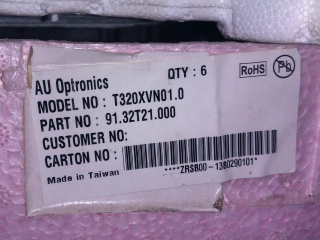 AU Optronics QTY : 6 RoHS Pb
MODEL NO : T320XVN01.0
PART NO : 91.32T21.000
CUSTOMER NO:
CARTON NO :
Made in Taiwan ****ZRSB00-1380290101*